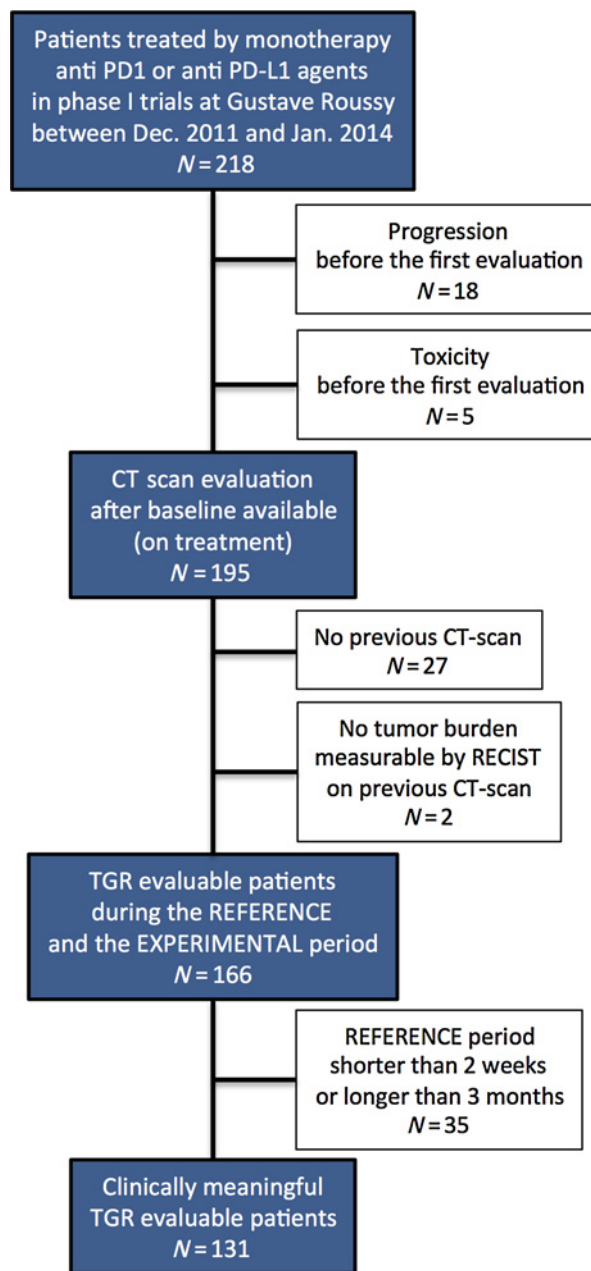 Patients treated by monotherapy
anti PD1 or anti PD-L1 agents
in phase I trials at Gustave Roussy
between Dec. 2011 and Jan. 2014
N = 218
Progression
before the first evaluation
N = 18
Toxicity
before the first evaluation
N = 5
CT scan evaluation
after baseline available
(on treatment)
N = 195
No previous CT-scan
N = 27
No tumor burden
measurable by RECIST
on previous CT-scan
N = 2
TGR evaluable patients
during the REFERENCE
and the EXPERIMENTAL period
N = 166
REFERENCE period
shorter than 2 weeks
or longer than 3 months
N = 35
Clinically meaningful
TGR evaluable patients
N = 131